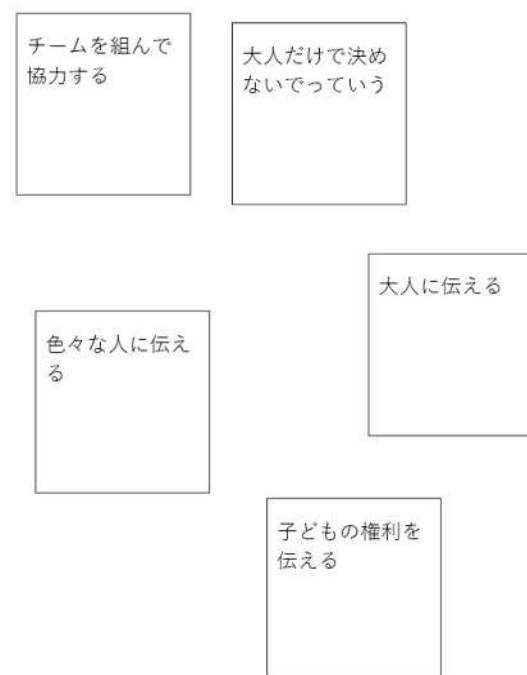 チームを組んで
協力する
大人だけで決め
ないでっていう
大人に伝える
色々な人に伝え
る
子どもの権利を
伝える